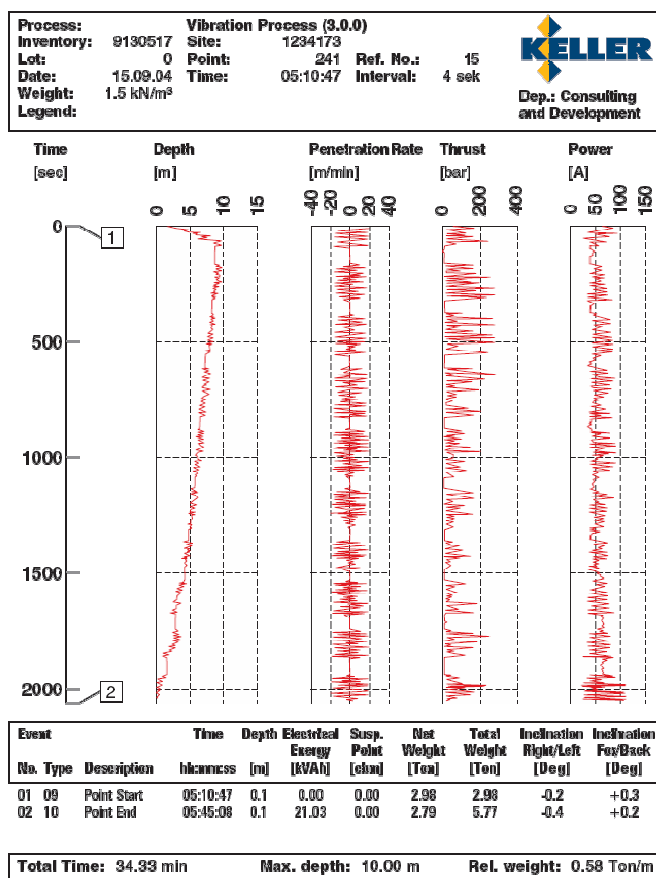 Process: Vibration Process (3.0.0)
Inventory: 9130517 Site: 1234173
Lot: 0 Point: 241 Ref. No.: 15
Date: 15.09.04 Time: 05:10:47 Interval: 4 sek
Weight: 1.5 kN/m³
Legend:
KELLER
Dep.: Consulting
and Development
Time Depth Penetration Rate Thrust Power
[sec] [m] [m/min] [bar] [A]
0 5 10 15 -40 -20 0 20 40 0 200 400 0 50 100 150
0
1
500
1000
1500
2000
2
Event Time Depth Electrical Susp. Net Total Inclination Inclination
Energy Point Weight Weight Right/Left For/Back
No. Type Description hh:mm:ss [m] [kVAh] [cbm] [Ton] [Ton] [Deg] [Deg]
01 09 Point Start 05:10:47 0.1 0.00 0.00 2.98 2.98 -0.2 +0.3
02 10 Point End 05:45:08 0.1 21.03 0.00 2.79 5.77 -0.4 +0.2
Total Time: 34.33 min Max. depth: 10.00 m Rel. weight: 0.58 Ton/m